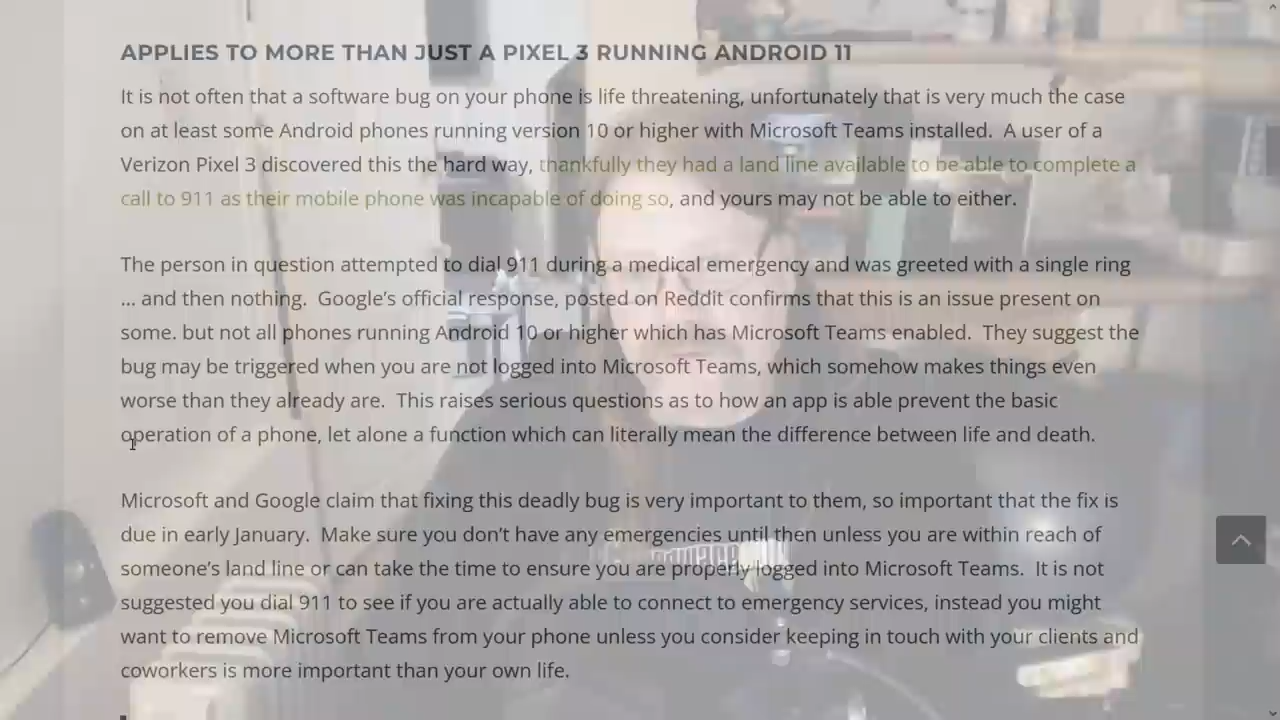 APPLIES TO MORE THAN JUST A PIXEL 3 RUNNING ANDROID 11
It is not often that a software bug on your phone is life threatening, unfortunately that is very much the case
on at least some Android phones running version 10 or higher with Microsoft Teams installed.  A user of a
Verizon Pixel 3 discovered this the hard way, thankfully they had a land line available to be able to complete a
call to 911 as their mobile phone was incapable of doing so, and yours may not be able to either.
The person in question attempted to dial 911 during a medical emergency and was greeted with a single ring
... and then nothing.  Google's official response, posted on Reddit confirms that this is an issue present on
some. but not all phones running Android 10 or higher which has Microsoft Teams enabled.  They suggest the
bug may be triggered when you are not logged into Microsoft Teams, which somehow makes things even
worse than they already are.  This raises serious questions as to how an app is able prevent the basic
operation of a phone, let alone a function which can literally mean the difference between life and death.
Microsoft and Google claim that fixing this deadly bug is very important to them, so important that the fix is
due in early January.  Make sure you don't have any emergencies until then unless you are within reach of
someone's land line or can take the time to ensure you are properly logged into Microsoft Teams.  It is not
suggested you dial 911 to see if you are actually able to connect to emergency services, instead you might
want to remove Microsoft Teams from your phone unless you consider keeping in touch with your clients and
coworkers is more important than your own life.